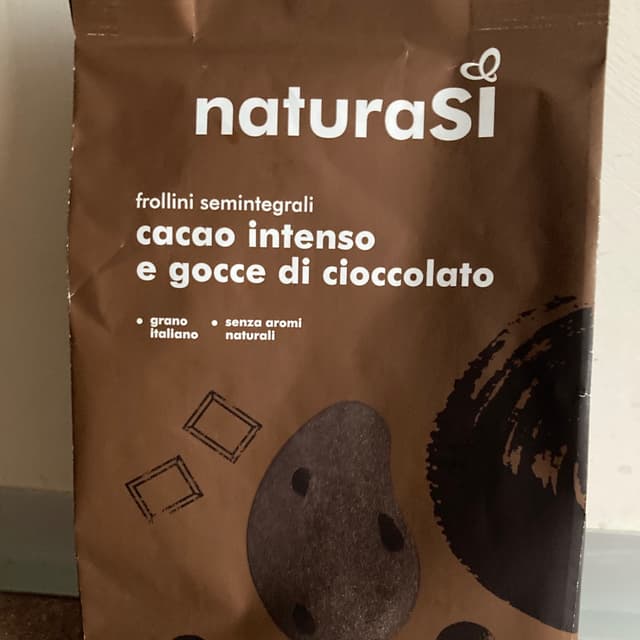 naturaSì
frollini semintegrali
cacao intenso
e gocce di cioccolato
• grano
italiano
• senza aromi
naturali